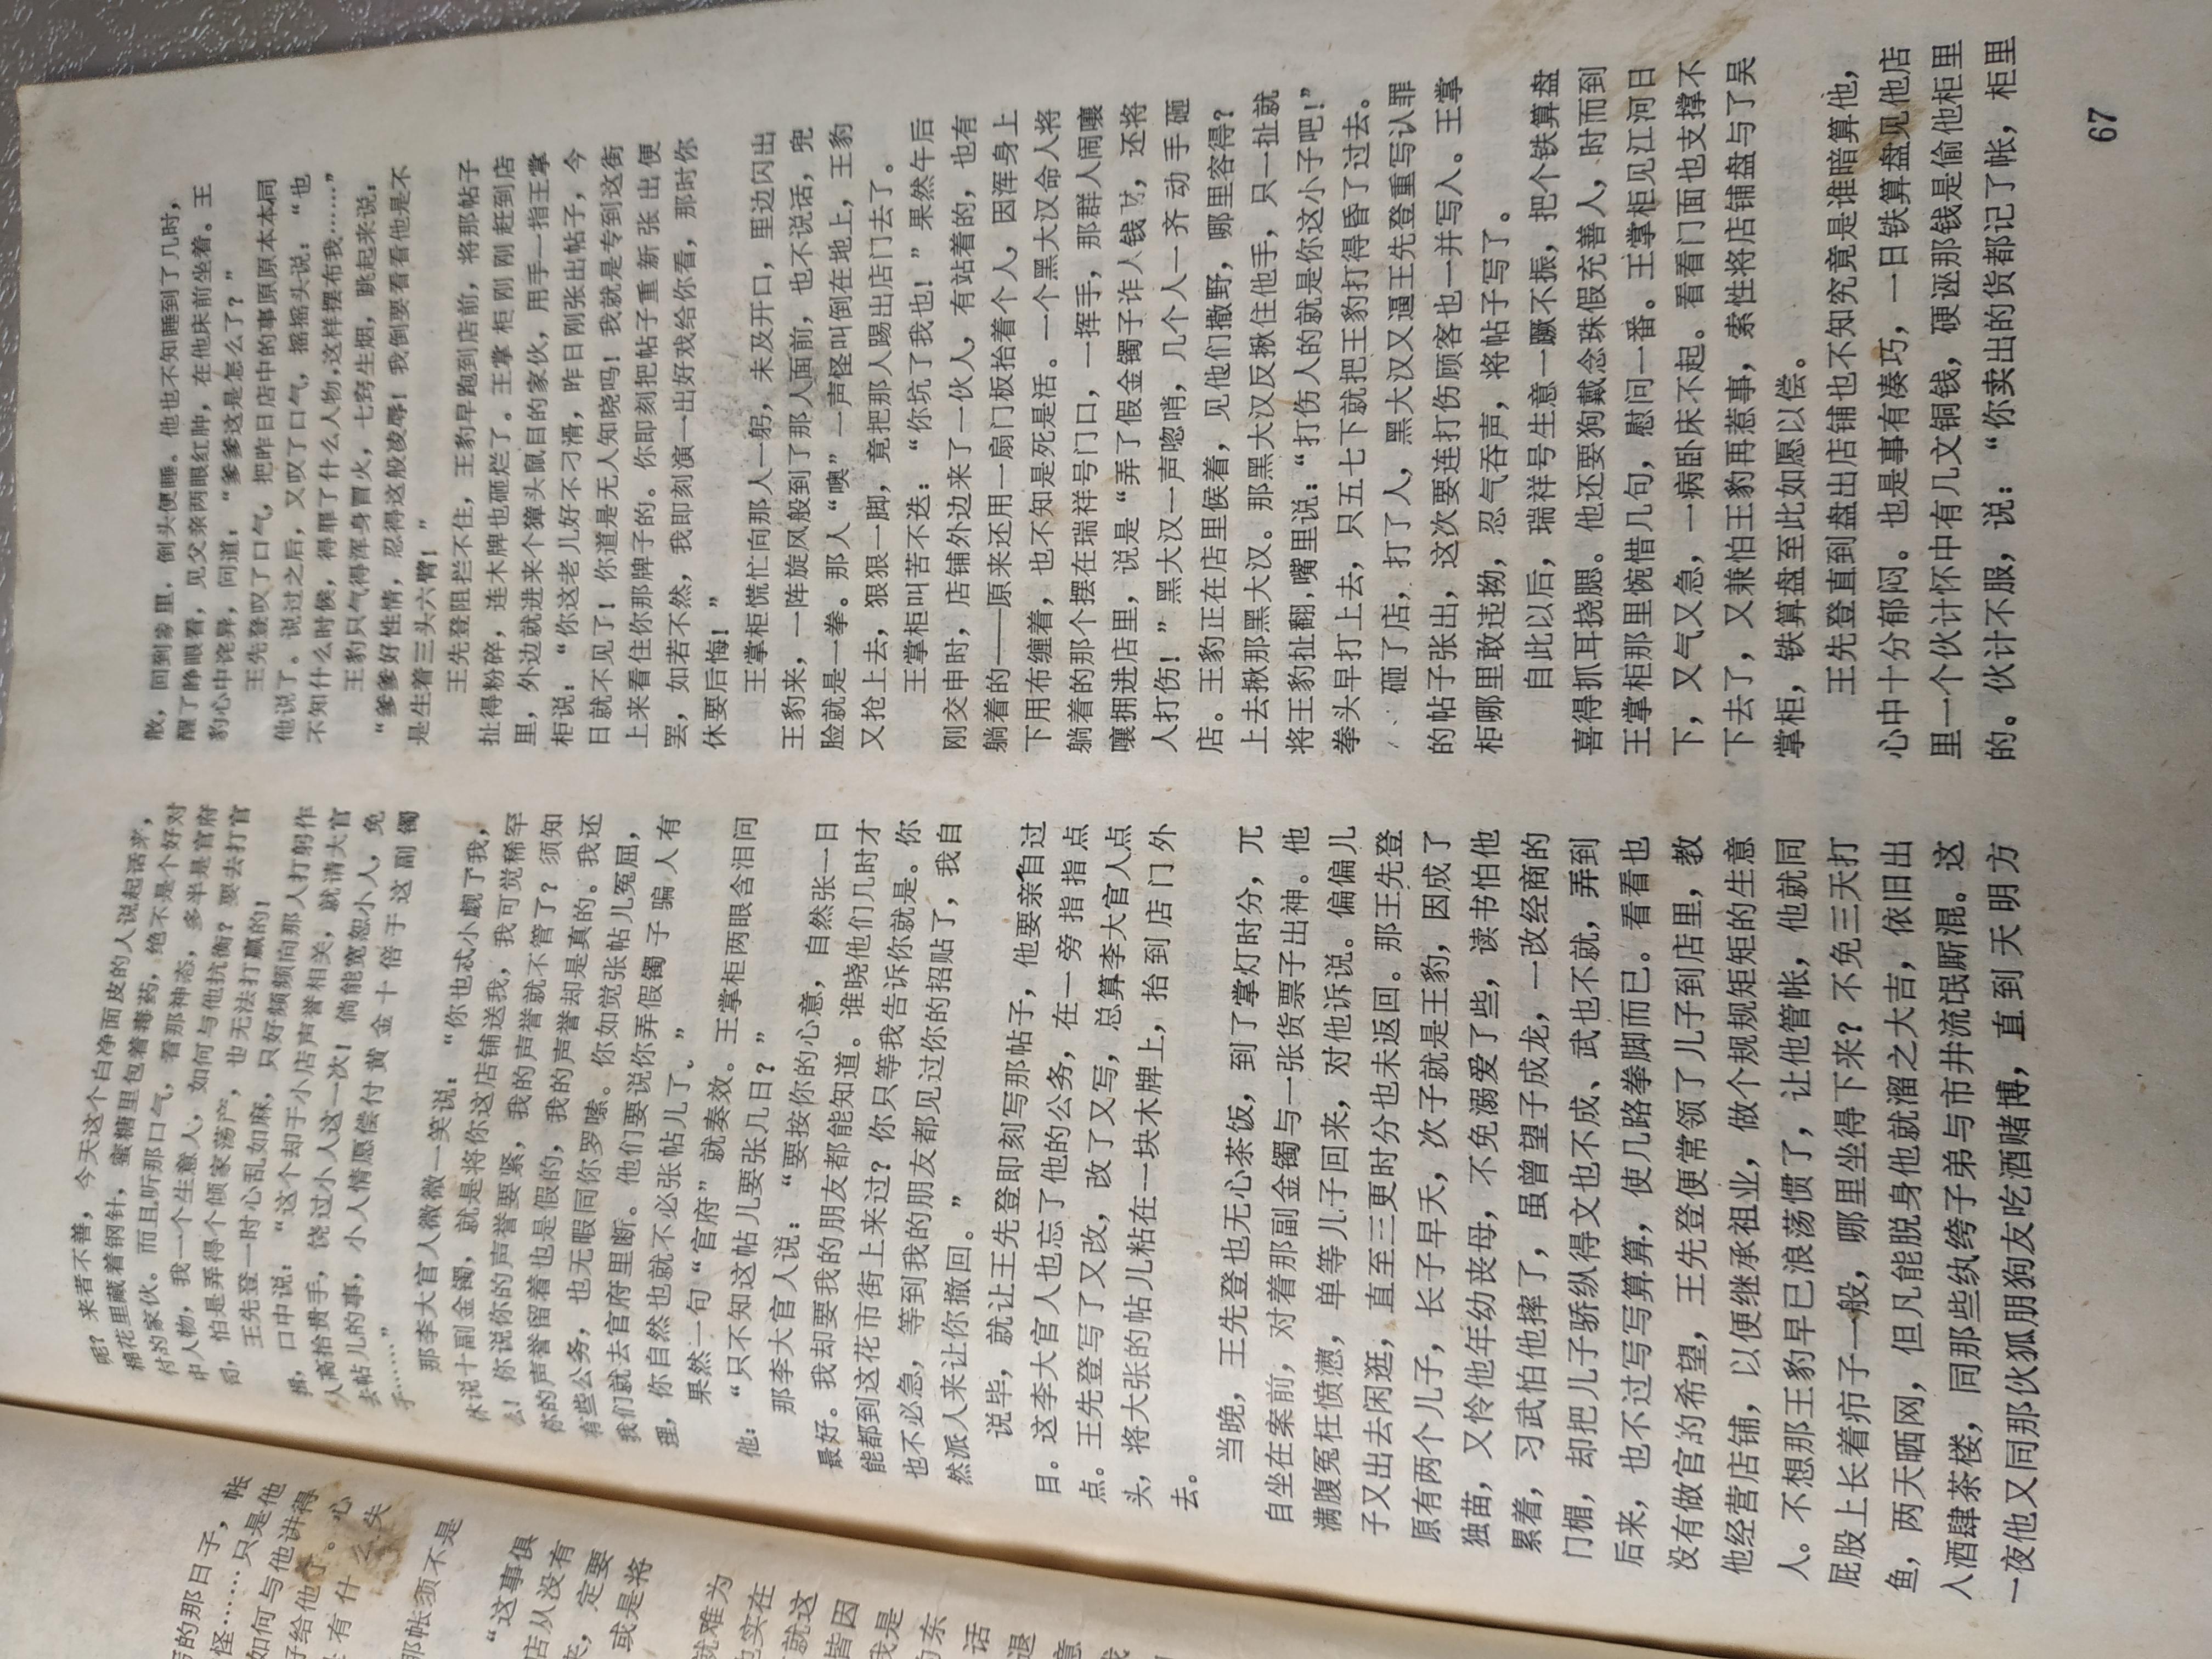 苦的那日子，帐
怪……只是他
如何与他讲得
好给他了。心
有什么失
那帐须不是
“这事俱
店从没有
来，定要
或是将
就难为
也实在
就这
皆因
我是
的东
话
退
意
呢？来者不善，今天这个白净面皮的人说起话来，
棉花里藏着钢针，蜜糖里包着毒药，绝不是个好对
付的家伙。而且听那口气，看那神态，多半是官府
中人物，我一个生意人，如何与他抗衡？要去打官
司，怕是弄得个倾家荡产，也无法打赢的！
王先登一时心乱如麻，只好频频向那人打躬作
揖，口中说：“这个却于小店声誉相关，就请大官
人高抬贵手，饶过小人这一次！倘能宽恕小人，免
去帖儿的事，小人情愿偿付黄金十倍于这副镯
子……”
那李大官人微微一笑说：“你也忒小觑了我，
休说十副金镯，就是将你这店铺送我，我可觉稀罕
么！你说你的声誉要紧，我的声誉就不管了？须知
你的声誉留着也是假的，我的声誉却是真的。我还
有些公务，也无暇同你罗嗦。你如觉张帖儿冤屈，
我们就去官府里断。他们要说你弄假镯子骗人有
理，你自然也就不必张帖儿了。”
果然一句“官府”就奏效。王掌柜两眼含泪问
他：“只不知这帖儿要张几日？”
那李大官人说：“要按你的心意，自然张一日
最好。我却要我的朋友都能知道。谁晓他们几时才
能都到这花市街上来过？你只等我告诉你就是。你
也不必急，等到我的朋友都见过你的招贴了，我自
然派人来让你撤回。”
说毕，就让王先登即刻写那帖子，他要亲自过
目。这李大官人也忘了他的公务，在一旁指指点
点。王先登写了又改，改了又写，总算李大官人点
头，将大张的帖儿粘在一块木牌上，抬到店门外
去。
当晚，王先登也无心茶饭，到了掌灯时分，兀
自坐在案前，对着那副金镯与一张货票子出神。他
满腹冤枉愤懑，单等儿子回来，对他诉说。偏偏儿
子又出去闲逛，直至三更时分也未返回。那王先登
原有两个儿子，长子早夭，次子就是王豹，因成了
独苗，又怜他年幼丧母，不免溺爱了些，读书怕他
累着，习武怕他摔了，虽曾望子成龙，一改经商的
门楣，却把儿子骄纵得文也不成、武也不就，弄到
后来，也不过写写算算，使几路拳脚而已。看看也
没有做官的希望，王先登便常领了儿子到店里，教
他经营店铺，以便继承祖业，做个规规矩矩的生意
人。不想那王豹早已浪荡惯了，让他管帐，他就同
屁股上长着疖子一般，哪里坐得下来？不免三天打
鱼，两天晒网，但凡能脱身他就溜之大吉，依旧出
入酒肆茶楼，同那些纨绔子弟与市井流氓厮混。这
一夜他又同那伙狐朋狗友吃酒赌博，直到天明方
散，回到家里，倒头便睡。他也不知睡到了几时，
醒了睁眼看，见父亲两眼红肿，在他床前坐着。王
豹心中诧异，问道：“爹爹这是怎么了？”
王先登叹了口气，把昨日店中的事原原本本同
他说了。说过之后，又叹了口气，摇摇头说：“也
不知什么时候，得罪了什么人物，这样摆布我……”
王豹只气得浑身冒火，七窍生烟，跳起来说：
“爹爹好性情，忍得这般凌辱！我倒要看看他是不
是生着三头六臂！”
王先登阻拦不住，王豹早跑到店前，将那帖子
扯得粉碎，连木牌也砸烂了。王掌柜刚刚赶到店
里，外边就进来个獐头鼠目的家伙，用手一指王掌
柜说：“你这老儿好不刁滑，昨日刚张出帖子，今
日就不见了！你道是无人知晓吗！我就是专到这街
上来看住你那牌子的。你即刻把帖子重新张出便
罢，如若不然，我即刻演一出好戏给你看，那时你
休要后悔！”
王掌柜慌忙向那人一躬，未及开口，里边闪出
王豹来，一阵旋风般到了那人面前，也不说话，兜
脸就是一拳。那人“噢”一声怪叫倒在地上，王豹
又抢上去，狠狠一脚，竟把那人踢出店门去了。
王掌柜叫苦不迭：“你坑了我也！”果然午后
刚交申时，店铺外边来了一伙人，有站着的，也有
躺着的——原来还用一扇门板抬着个人，因浑身上
下用布缠着，也不知是死是活。一个黑大汉命人将
躺着的那个摆在瑞祥号门口，一挥手，那群人闹嚷
嚷拥进店里，说是“弄了假金镯子诈人钱财，还将
人打伤！”黑大汉一声唿哨，几个人一齐动手砸
店。王豹正在店里侯着，见他们撒野，哪里容得？
上去揪那黑大汉。那黑大汉反揪住他手，只一扯就
将王豹扯翻，嘴里说：“打伤人的就是你这小子吧！”
拳头早打上去，只五七下就把王豹打得昏了过去。
砸了店，打了人，黑大汉又逼王先登重写认罪
的帖子张出，这次要连打伤顾客也一并写入。王掌
柜哪里敢违拗，忍气吞声，将帖子写了。
自此以后，瑞祥号生意一蹶不振，把个铁算盘
喜得抓耳挠腮。他还要狗戴念珠假充善人，时而到
王掌柜那里惋惜几句，慰问一番。王掌柜见江河日
下，又气又急，一病卧床不起。看看门面也支撑不
下去了，又兼怕王豹再惹事，索性将店铺盘与了吴
掌柜，铁算盘至此如愿以偿。
王先登直到盘出店铺也不知究竟是谁暗算他，
心中十分郁闷。也是事有凑巧，一日铁算盘见他店
里一个伙计怀中有几文铜钱，硬诬那钱是偷他柜里
的。伙计不服，说：“你卖出的货都记了帐，柜里
67